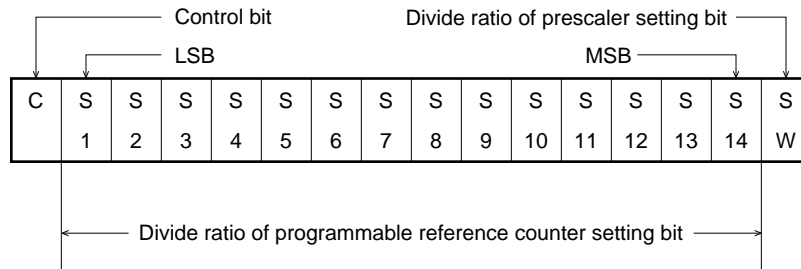 Control bit
Divide ratio of prescaler setting bit
LSB
MSB
C S S S S S S S S S S S S S S S
1 2 3 4 5 6 7 8 9 10 11 12 13 14 W
Divide ratio of programmable reference counter setting bit